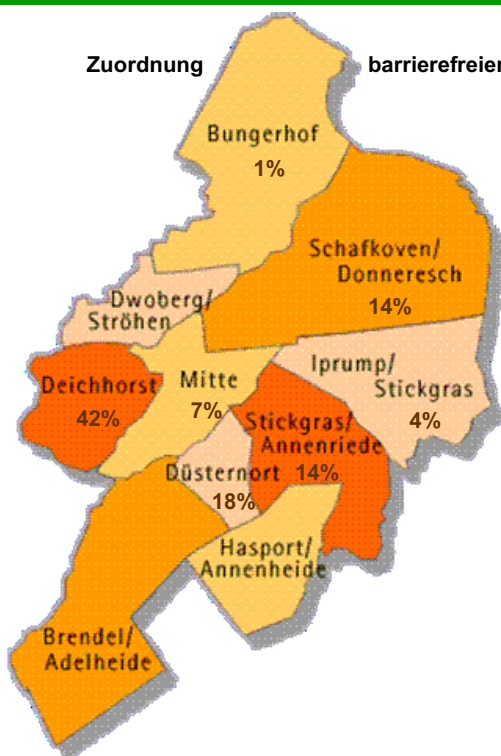 Zuordnung barrierefreier
Bungerhof
1%
Schafkoven/
Donneresch
14%
Dwoberg/
Ströhen
Iprump/
Stickgras
4%
Deichhorst
42%
Mitte
7%
Stickgras/
Annenriede
14%
Düsternort
18%
Hasport/
Annenheide
Brendel/
Adelheide